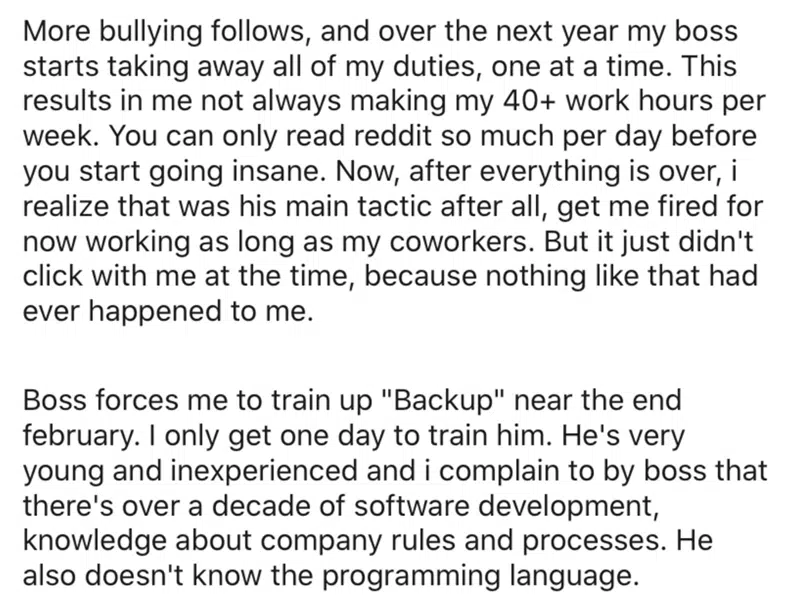 More bullying follows, and over the next year my boss
starts taking away all of my duties, one at a time. This
results in me not always making my 40+ work hours per
week. You can only read reddit so much per day before
you start going insane. Now, after everything is over, i
realize that was his main tactic after all, get me fired for
now working as long as my coworkers. But it just didn't
click with me at the time, because nothing like that had
ever happened to me.
Boss forces me to train up "Backup" near the end
february. I only get one day to train him. He's very
young and inexperienced and i complain to by boss that
there's over a decade of software development,
knowledge about company rules and processes. He
also doesn't know the programming language.